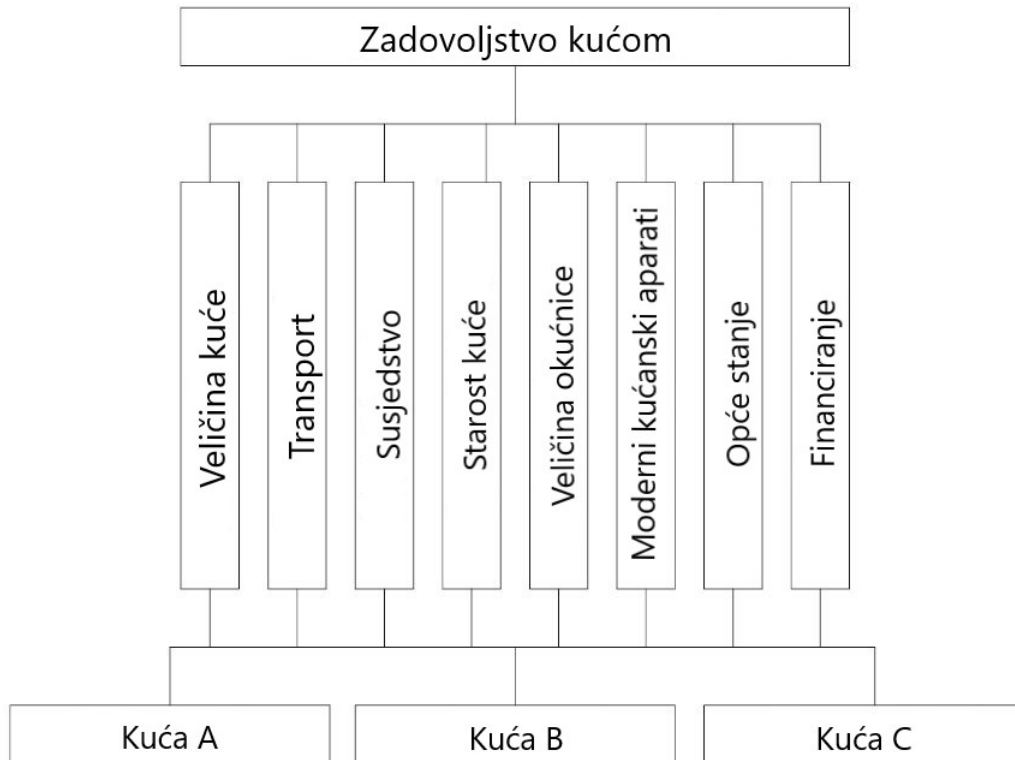 Zadovoljstvo kućom
Veličina kuće
Transport
Susjedstvo
Starost kuće
Veličina okućnice
Moderni kućanski aparati
Opće stanje
Financiranje
Kuća A
Kuća B
Kuća C